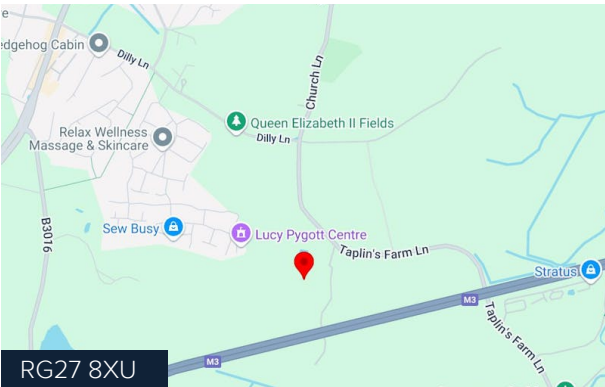 e
edgehog Cabin
Dilly Ln
Church Ln
Queen Elizabeth II Fields
Dilly Ln
Relax Wellness
Massage & Skincare
B3016
Sew Busy
Lucy Pygott Centre
Taplin's Farm Ln
Stratus
M3
Taplin's Farm Ln
M3
RG27 8XU